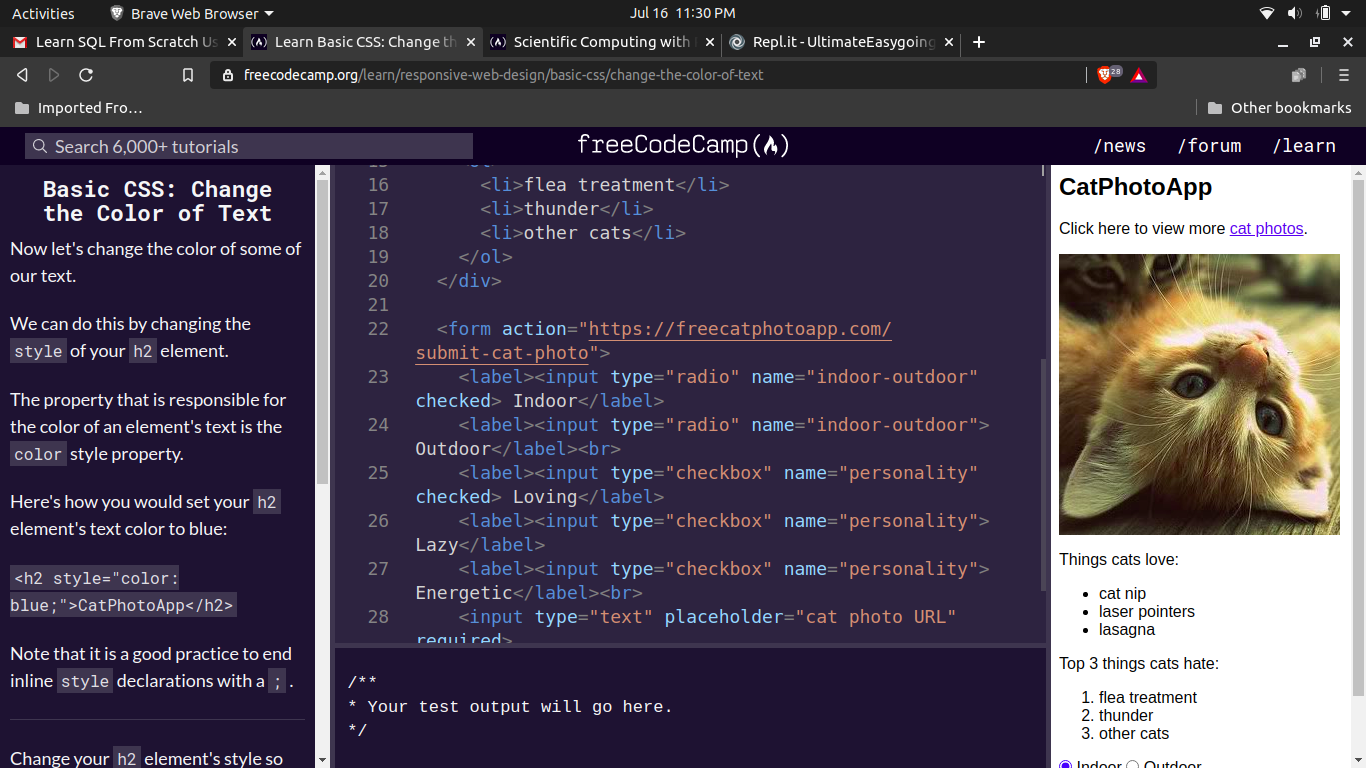 Activities
Brave Web Browser
Jul 16 11:30 PM
Learn SQL From Scratch Us
Learn Basic CSS: Change th
Scientific Computing with
Repl.it - UltimateEasygoing
freecodecamp.org/learn/responsive-web-design/basic-css/change-the-color-of-text
28
Imported Fro…
Other bookmarks
Search 6,000+ tutorials
freeCodeCamp
/news
/forum
/learn
Basic CSS: Change
the Color of Text
Now let's change the color of some of
our text.
We can do this by changing the
style of your h2 element.
The property that is responsible for
the color of an element's text is the
color style property.
Here's how you would set your h2
element's text color to blue:
<h2 style="color:
blue;">CatPhotoApp</h2>
Note that it is a good practice to end
inline style declarations with a ; .
Change your h2 element's style so
16 <li>flea treatment</li>
17 <li>thunder</li>
18 <li>other cats</li>
19 </ol>
20 </div>
21
22 <form action="https://freecatphotoapp.com/
submit-cat-photo">
23 <label><input type="radio" name="indoor-outdoor"
checked> Indoor</label>
24 <label><input type="radio" name="indoor-outdoor">
Outdoor</label><br>
25 <label><input type="checkbox" name="personality"
checked> Loving</label>
26 <label><input type="checkbox" name="personality">
Lazy</label>
27 <label><input type="checkbox" name="personality">
Energetic</label><br>
28 <input type="text" placeholder="cat photo URL"
required>
/**
* Your test output will go here.
*/
CatPhotoApp
Click here to view more cat photos.
Things cats love:
cat nip
laser pointers
lasagna
Top 3 things cats hate:
1. flea treatment
2. thunder
3. other cats
Indoor Outdoor